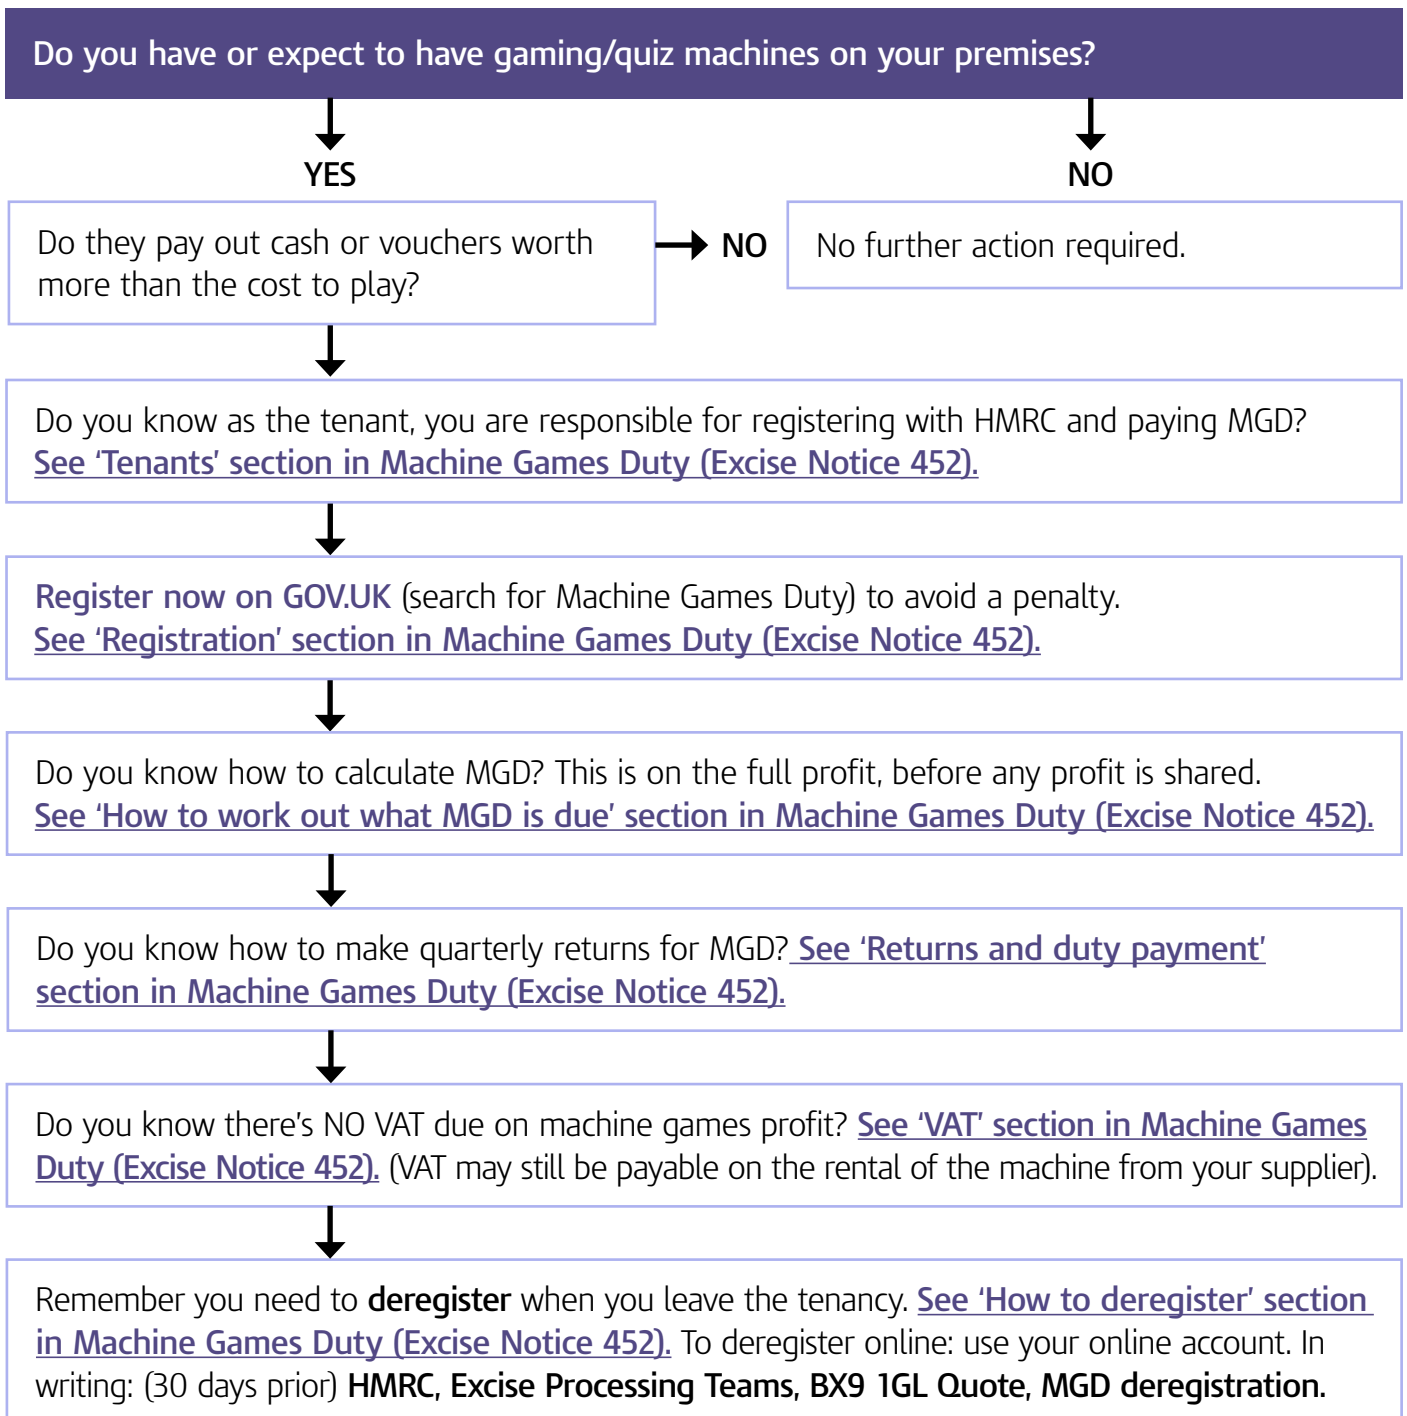 Do you have or expect to have gaming/quiz machines on your premises?
YES
NO
Do they pay out cash or vouchers worth
more than the cost to play?
NO
No further action required.
Do you know as the tenant, you are responsible for registering with HMRC and paying MGD?
See ‘Tenants’ section in Machine Games Duty (Excise Notice 452).
Register now on GOV.UK (search for Machine Games Duty) to avoid a penalty.
See ‘Registration’ section in Machine Games Duty (Excise Notice 452).
Do you know how to calculate MGD? This is on the full profit, before any profit is shared.
See ‘How to work out what MGD is due’ section in Machine Games Duty (Excise Notice 452).
Do you know how to make quarterly returns for MGD? See ‘Returns and duty payment’
section in Machine Games Duty (Excise Notice 452).
Do you know there’s NO VAT due on machine games profit? See ‘VAT’ section in Machine Games
Duty (Excise Notice 452). (VAT may still be payable on the rental of the machine from your supplier).
Remember you need to deregister when you leave the tenancy. See ‘How to deregister’ section
in Machine Games Duty (Excise Notice 452). To deregister online: use your online account. In
writing: (30 days prior) HMRC, Excise Processing Teams, BX9 1GL Quote, MGD deregistration.